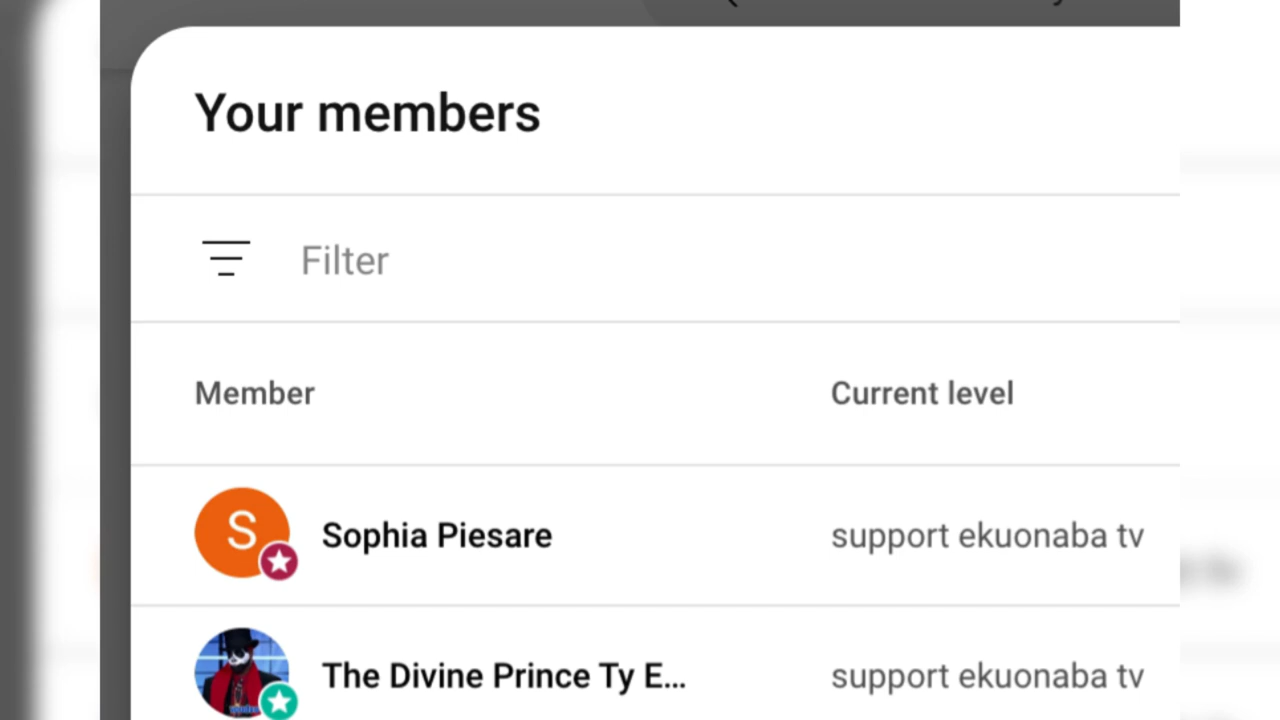 Your members
Filter
Member Current level
S Sophia Piesare support ekuonaba tv
The Divine Prince Ty E... support ekuonaba tv